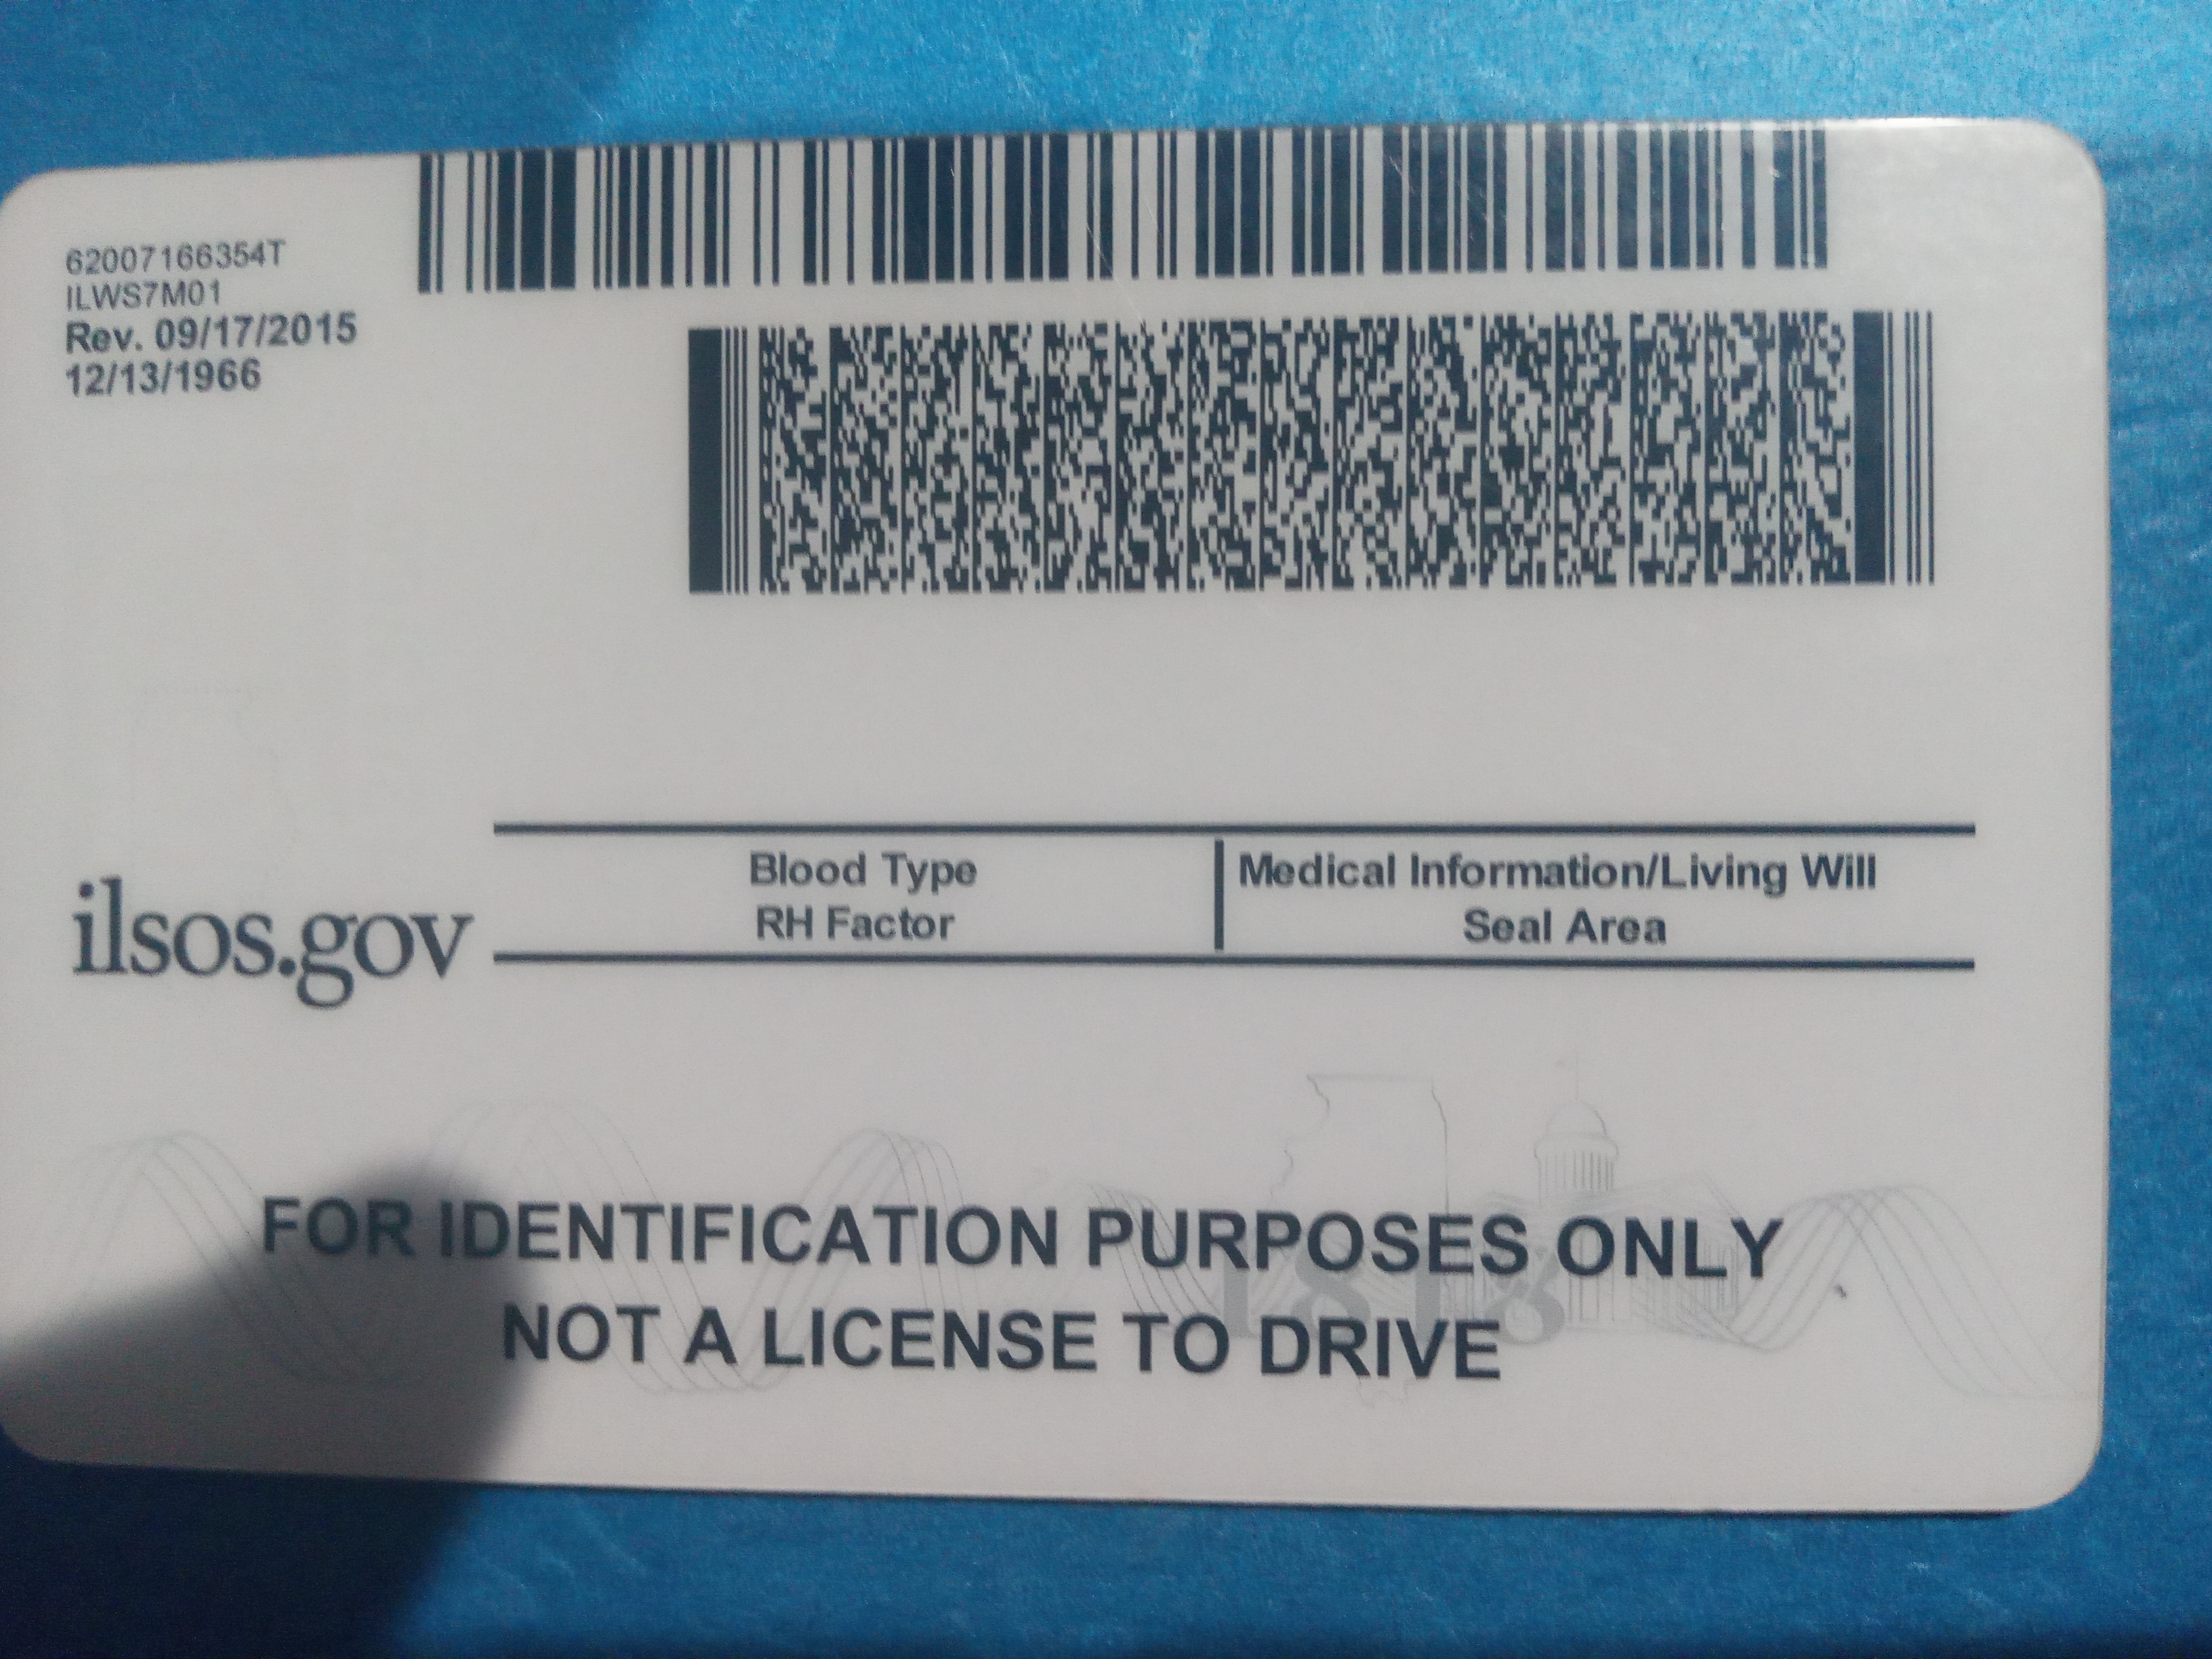 62007166354T
ILWS7M01
Rev. 09/17/2015
12/13/1966
Blood Type
RH Factor
Medical Information/Living Will
Seal Area
ilsos.gov
1818
FOR IDENTIFICATION PURPOSES ONLY
NOT A LICENSE TO DRIVE